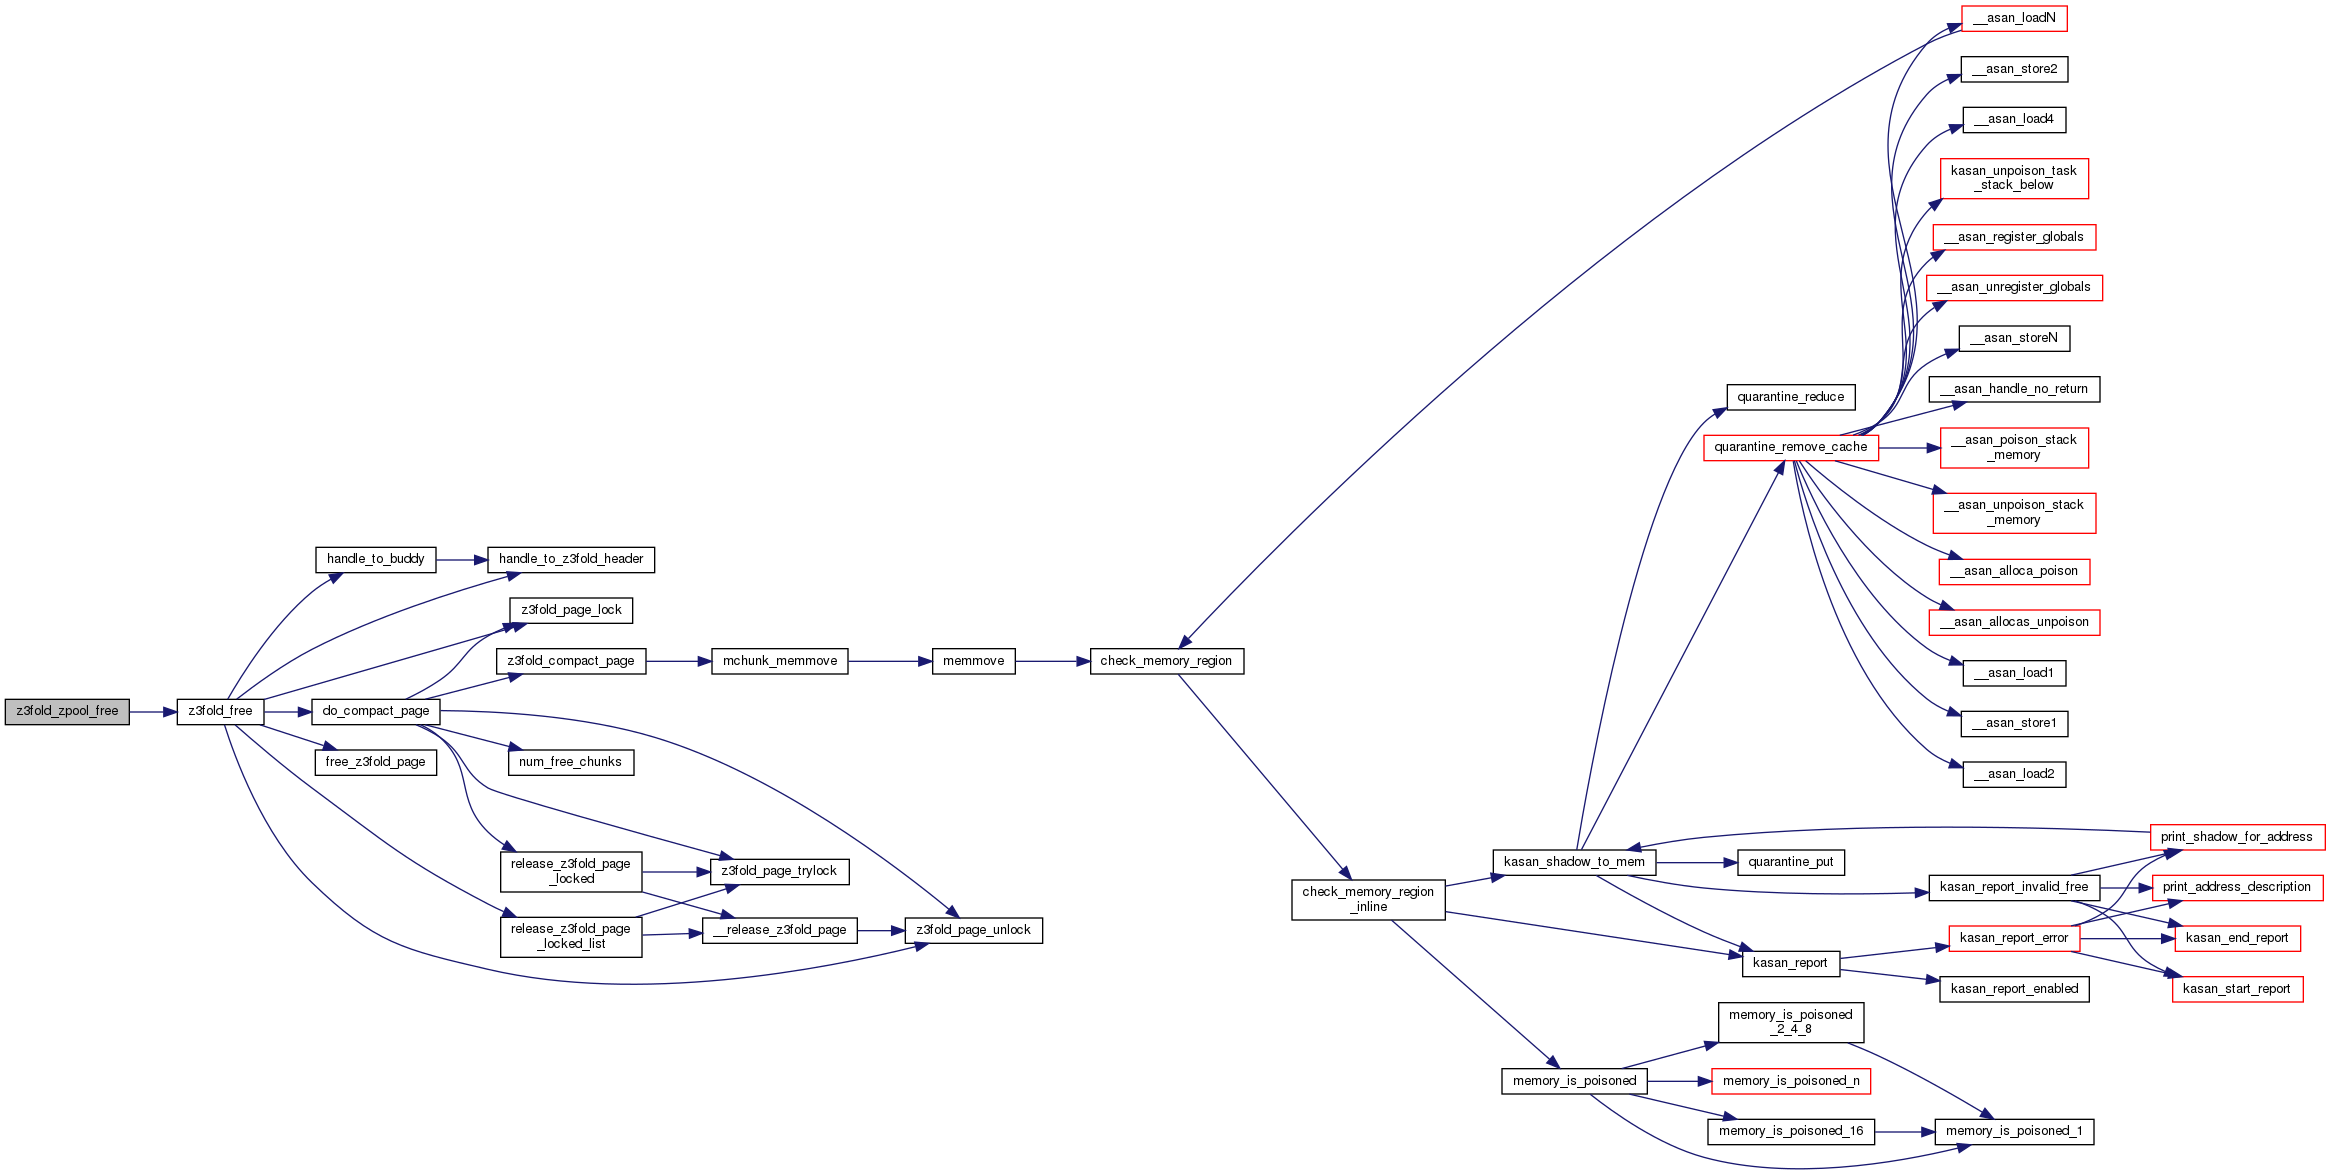 z3fold_zpool_free
z3fold_free
handle_to_buddy
do_compact_page
free_z3fold_page
handle_to_z3fold_header
z3fold_page_lock
z3fold_compact_page
num_free_chunks
release_z3fold_page
_locked
release_z3fold_page
_locked_list
mchunk_memmove
z3fold_page_trylock
__release_z3fold_page
memmove
z3fold_page_unlock
check_memory_region
check_memory_region
_inline
kasan_shadow_to_mem
memory_is_poisoned
quarantine_reduce
quarantine_remove_cache
quarantine_put
kasan_report
memory_is_poisoned
_2_4_8
memory_is_poisoned_n
memory_is_poisoned_16
__asan_loadN
__asan_store2
__asan_load4
kasan_unpoison_task
_stack_below
__asan_register_globals
__asan_unregister_globals
__asan_storeN
__asan_handle_no_return
__asan_poison_stack
_memory
__asan_unpoison_stack
_memory
__asan_alloca_poison
__asan_allocas_unpoison
__asan_load1
__asan_store1
__asan_load2
kasan_report_invalid_free
kasan_report_error
kasan_report_enabled
memory_is_poisoned_1
print_shadow_for_address
print_address_description
kasan_end_report
kasan_start_report